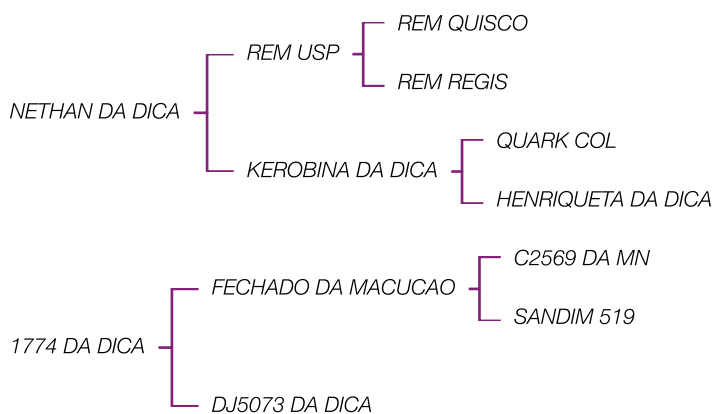 REM QUISCO
REM USP
REM REGIS
NETHAN DA DICA
QUARK COL
KEROBINA DA DICA
HENRIQUETA DA DICA
C2569 DA MN
FECHADO DA MACUCAO
SANDIM 519
1774 DA DICA
DJ5073 DA DICA